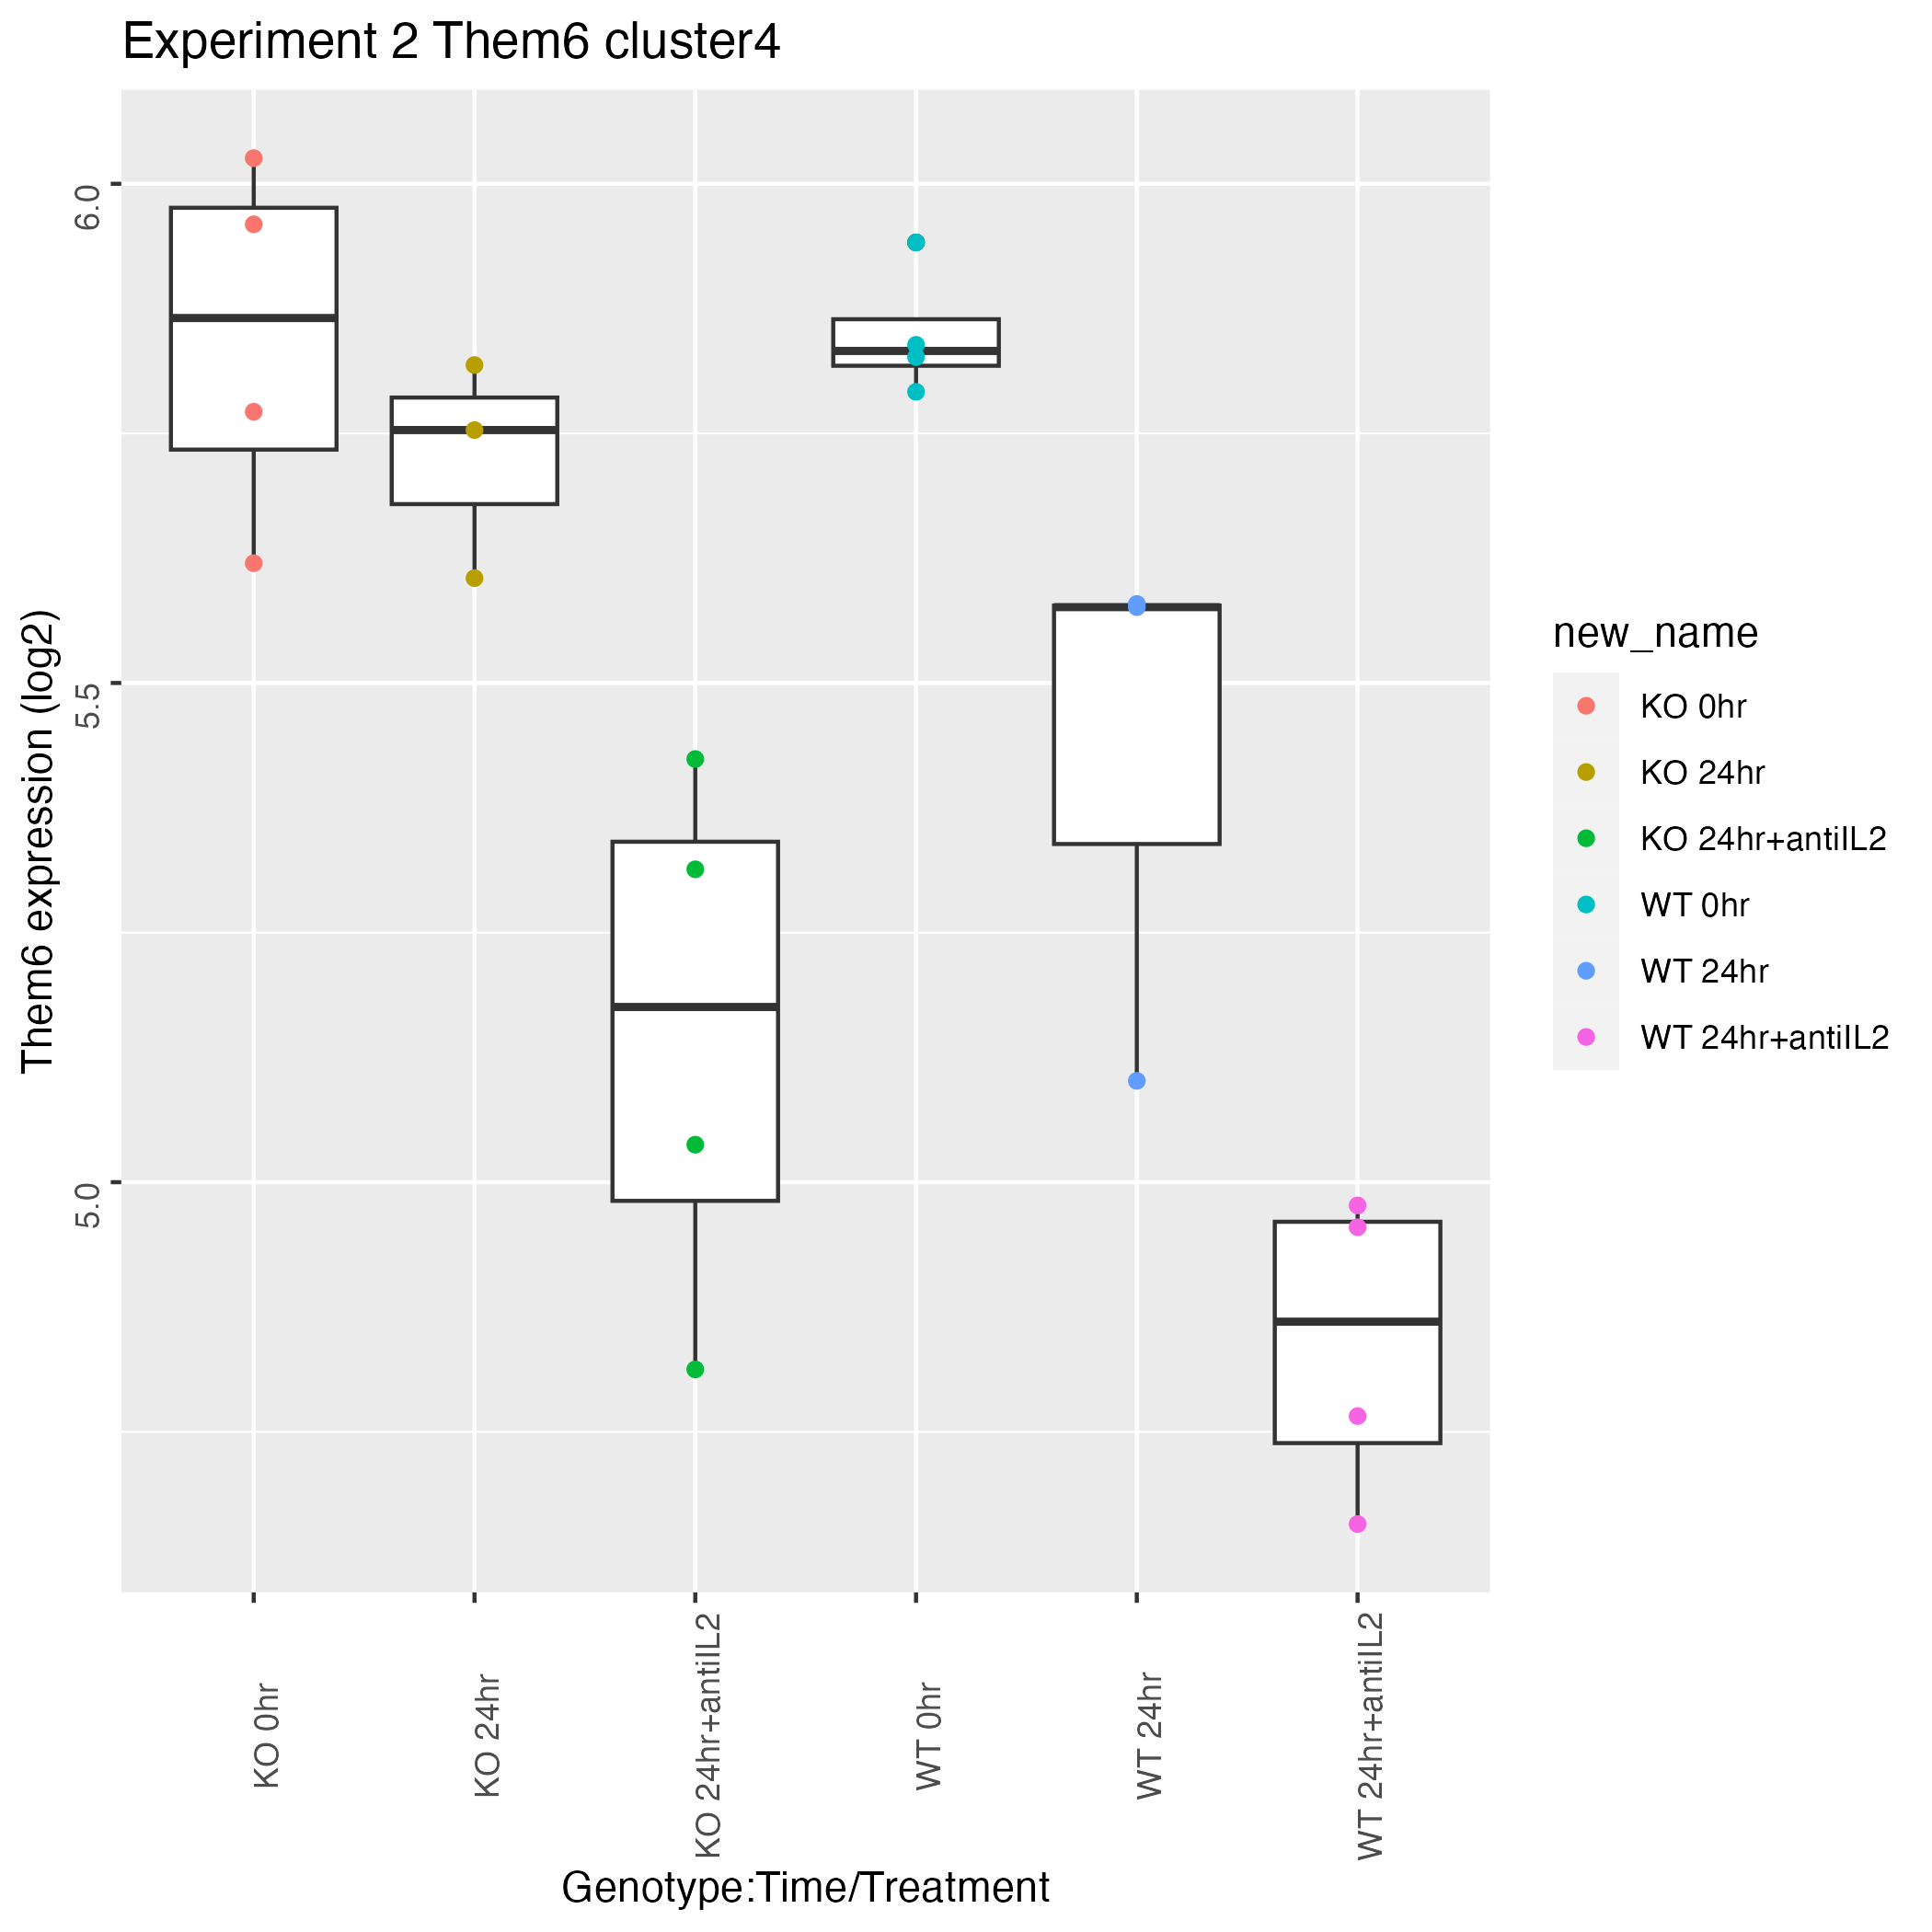 Experiment 2 Them6 cluster4
Them6 expression (log2)
6.0
5.5
5.0
KO 0hr
KO 24hr
KO 24hr+antiIL2
WT 0hr
WT 24hr
WT 24hr+antiIL2
Genotype:Time/Treatment
new_name
KO 0hr
KO 24hr
KO 24hr+antiIL2
WT 0hr
WT 24hr
WT 24hr+antiIL2